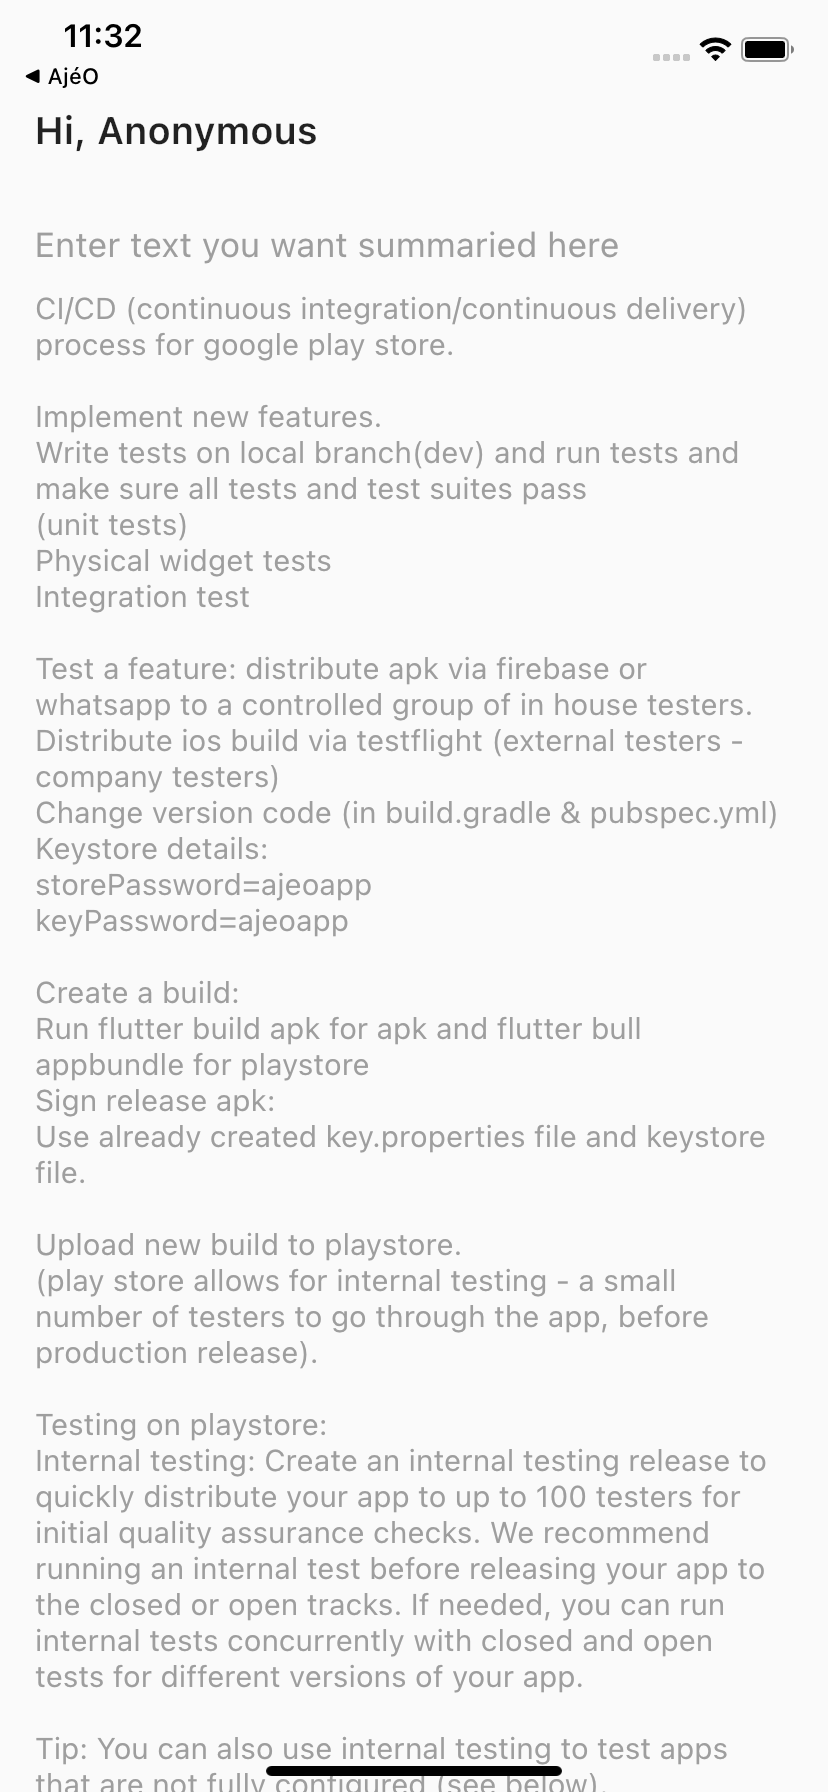 11:32
◀ AjéO
Hi, Anonymous
Enter text you want summaried here
CI/CD (continuous integration/continuous delivery)
process for google play store.
Implement new features.
Write tests on local branch(dev) and run tests and
make sure all tests and test suites pass
(unit tests)
Physical widget tests
Integration test
Test a feature: distribute apk via firebase or
whatsapp to a controlled group of in house testers.
Distribute ios build via testflight (external testers -
company testers)
Change version code (in build.gradle & pubspec.yml)
Keystore details:
storePassword=ajeoapp
keyPassword=ajeoapp
Create a build:
Run flutter build apk for apk and flutter bull
appbundle for playstore
Sign release apk:
Use already created key.properties file and keystore
file.
Upload new build to playstore.
(play store allows for internal testing - a small
number of testers to go through the app, before
production release).
Testing on playstore:
Internal testing: Create an internal testing release to
quickly distribute your app to up to 100 testers for
initial quality assurance checks. We recommend
running an internal test before releasing your app to
the closed or open tracks. If needed, you can run
internal tests concurrently with closed and open
tests for different versions of your app.
Tip: You can also use internal testing to test apps
that are not fully configured (see below).